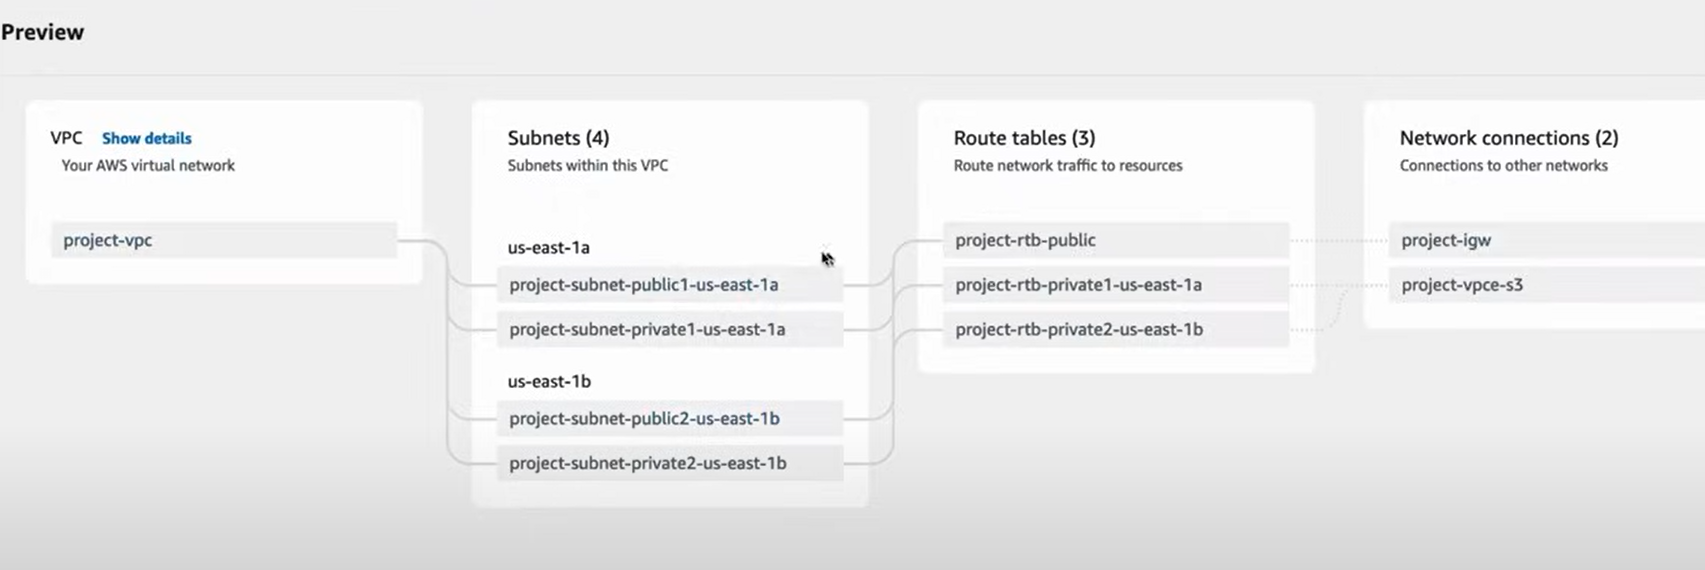 Preview
VPC Show details
Your AWS virtual network
project-vpc
Subnets (4)
Subnets within this VPC
us-east-1a
project-subnet-public1-us-east-1a
project-subnet-private1-us-east-1a
us-east-1b
project-subnet-public2-us-east-1b
project-subnet-private2-us-east-1b
Route tables (3)
Route network traffic to resources
project-rtb-public
project-rtb-private1-us-east-1a
project-rtb-private2-us-east-1b
Network connections (2)
Connections to other networks
project-igw
project-vpce-s3